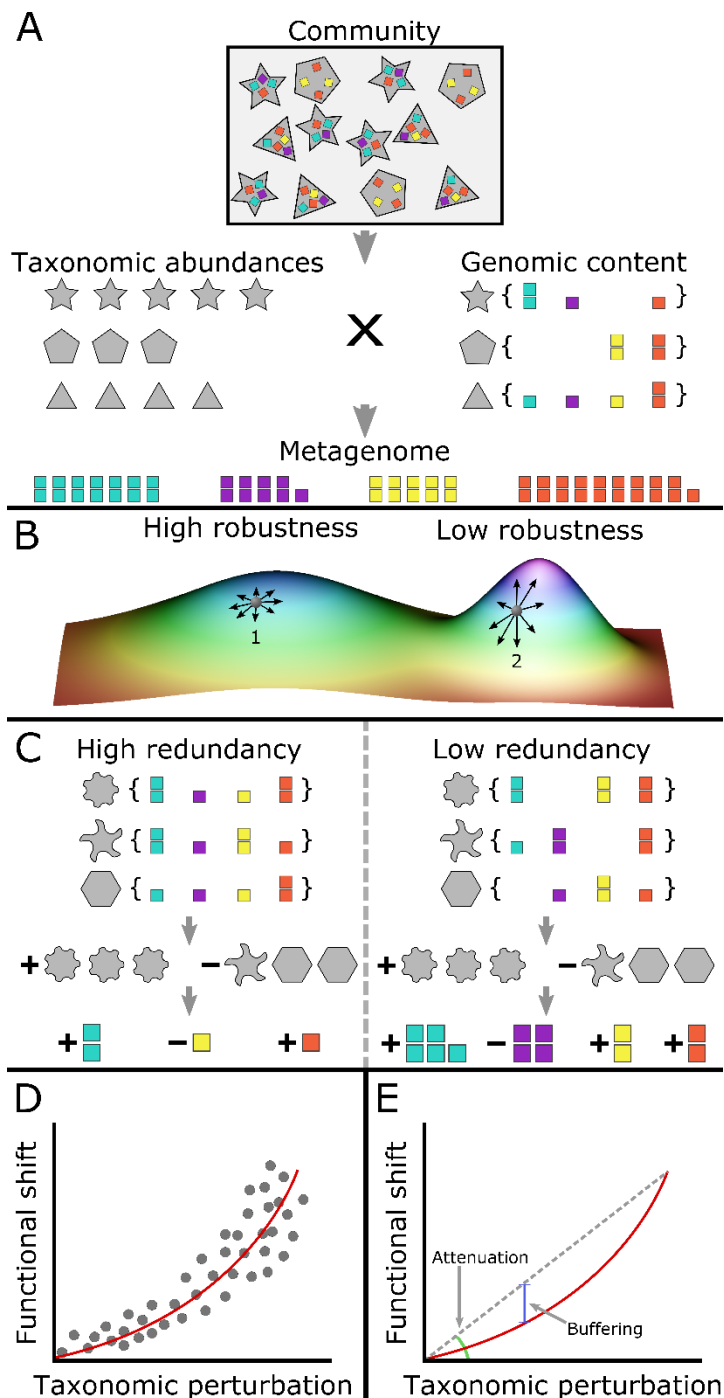 A
Community
Taxonomic abundances
Genomic content
{ }
X
{ }
{ }
Metagenome
B
High robustness
Low robustness
1
2
C
High redundancy
Low redundancy
{ }
{ }
{ }
{ }
{ }
{ }
+ −
+ −
+ − +
+ − + +
D
Functional shift
Taxonomic perturbation
E
Functional shift
Attenuation
Buffering
Taxonomic perturbation